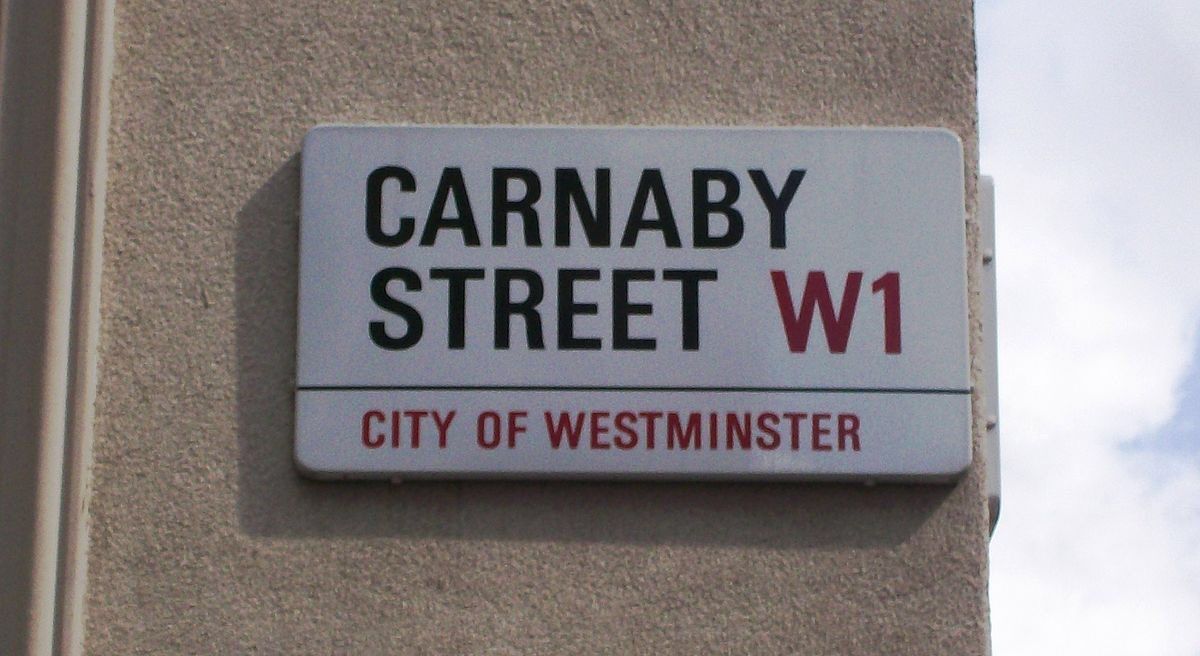 CARNABY
STREET W1
CITY OF WESTMINSTER